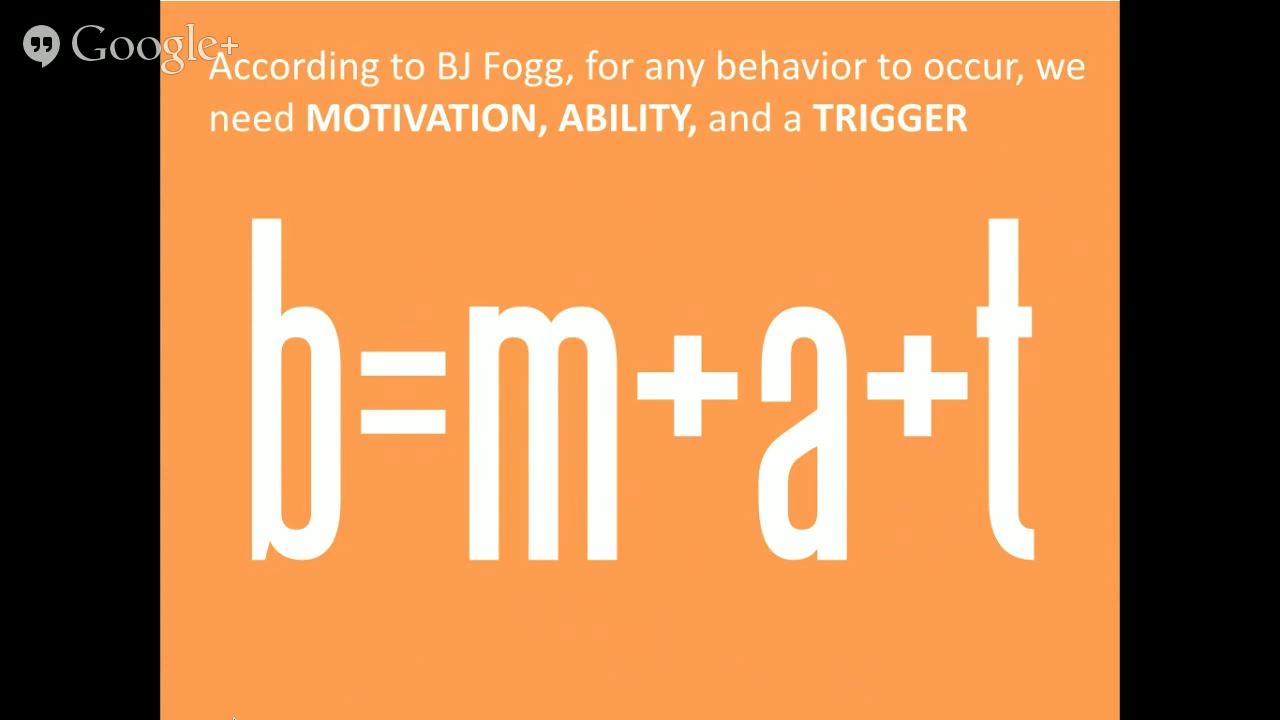 Google+
According to BJ Fogg, for any behavior to occur, we
need MOTIVATION, ABILITY, and a TRIGGER
b=m+a+t